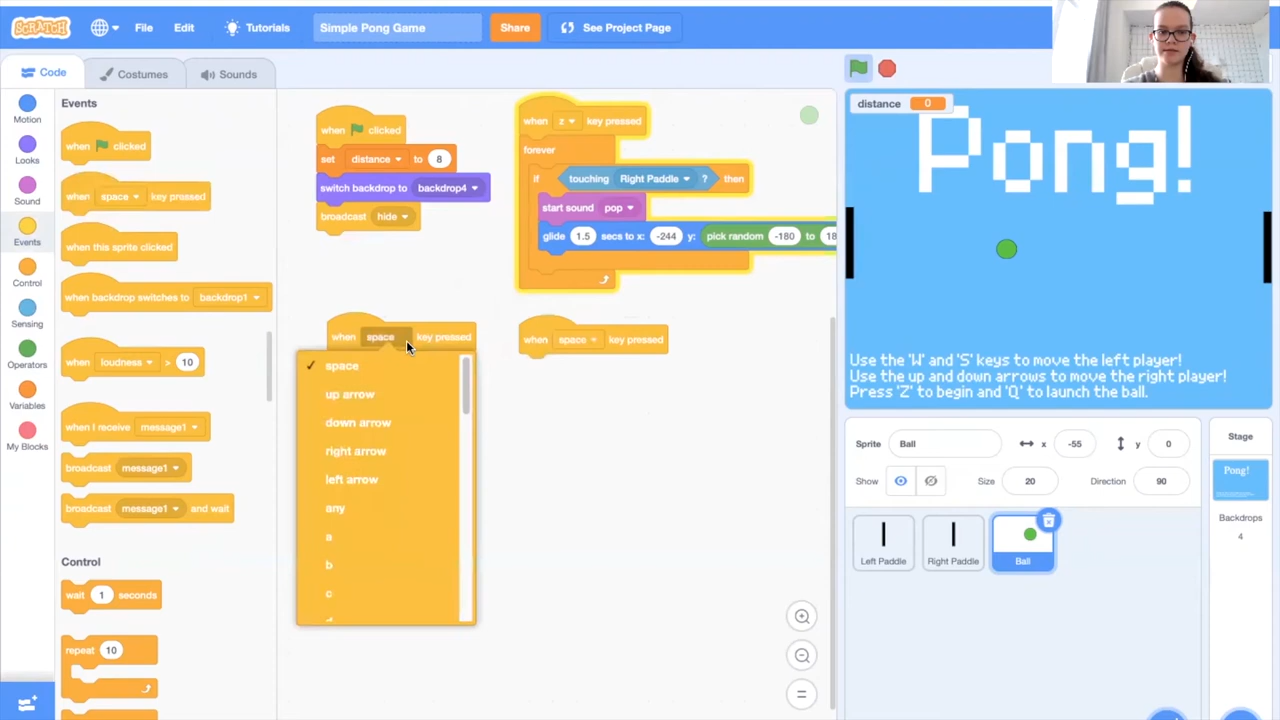 SCRATCH
File
Edit
Tutorials
Simple Pong Game
Share
See Project Page
Code
Costumes
Sounds
Motion
Looks
Sound
Events
Control
Sensing
Operators
Variables
My Blocks
Events
when clicked
when space key pressed
when this sprite clicked
when backdrop switches to backdrop1
when loudness > 10
when I receive message1
broadcast message1
broadcast message1 and wait
Control
wait 1 seconds
repeat 10
when clicked
set distance to 8
switch backdrop to backdrop4
broadcast hide
when z key pressed
forever
if touching Right Paddle ? then
start sound pop
glide 1.5 secs to x: -244 y: pick random -180 to 18
when space key pressed
space
up arrow
down arrow
right arrow
left arrow
any
a
b
c
when space key pressed
distance 0
Pong!
Use the 'W' and 'S' keys to move the left player!
Use the up and down arrows to move the right player!
Press 'Z' to begin and 'Q' to launch the ball.
Sprite Ball x -55 y 0
Show Size 20 Direction 90
Left Paddle
Right Paddle
Ball
Stage
Pong!
Backdrops
4